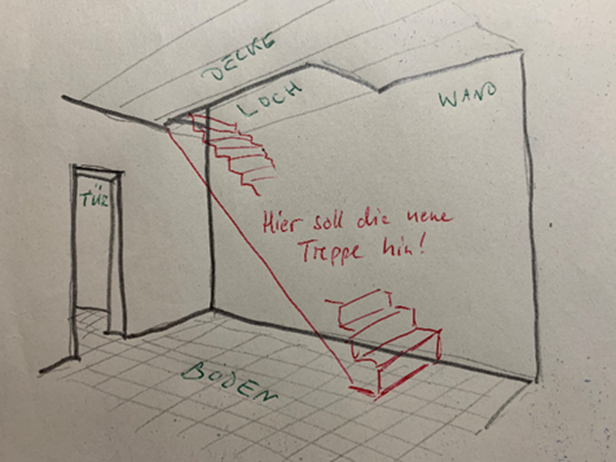 DECKE
LOCH
WAND
TÜR
Hier soll die neue
Treppe hin!
BODEN